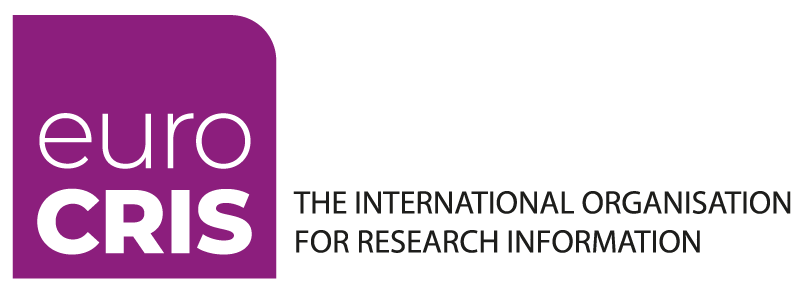 euro
CRIS
THE INTERNATIONAL ORGANISATION
FOR RESEARCH INFORMATION